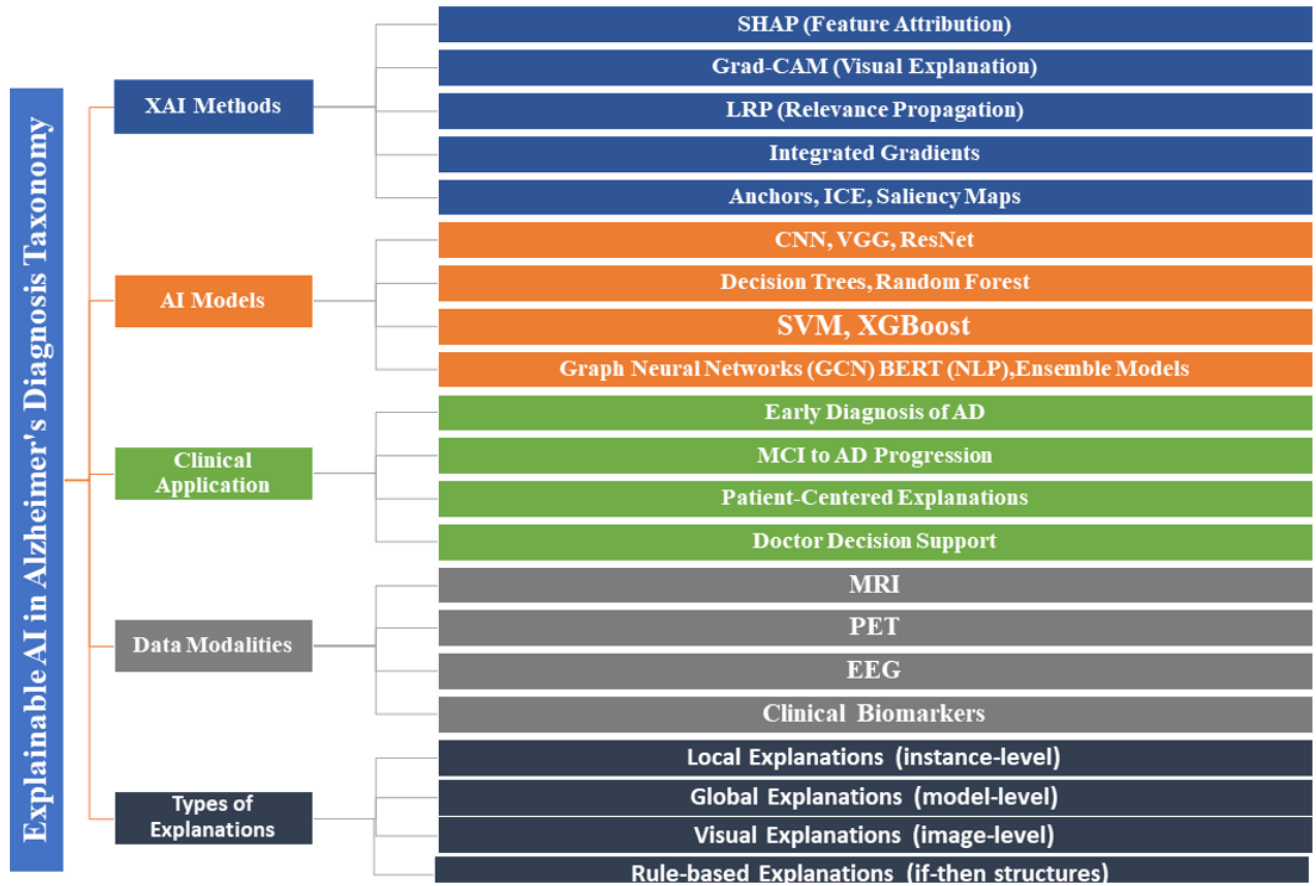 Explainable AI in Alzheimer's Diagnosis Taxonomy
XAI Methods
SHAP (Feature Attribution)
Grad-CAM (Visual Explanation)
LRP (Relevance Propagation)
Integrated Gradients
Anchors, ICE, Saliency Maps
AI Models
CNN, VGG, ResNet
Decision Trees, Random Forest
SVM, XGBoost
Graph Neural Networks (GCN) BERT (NLP),Ensemble Models
Clinical
Application
Early Diagnosis of AD
MCI to AD Progression
Patient-Centered Explanations
Doctor Decision Support
Data Modalities
MRI
PET
EEG
Clinical Biomarkers
Types of
Explanations
Local Explanations (instance-level)
Global Explanations (model-level)
Visual Explanations (image-level)
Rule-based Explanations (if-then structures)